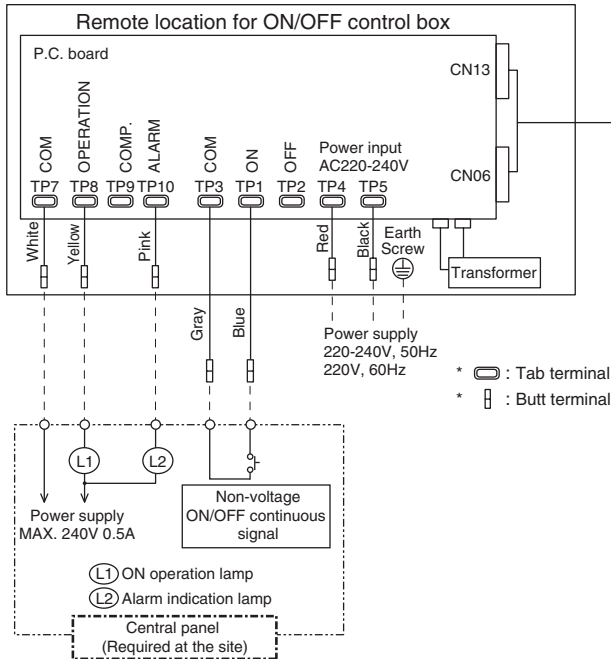 Remote location for ON/OFF control box
P.C. board
CN13
CN06
COM
OPERATION
COMP.
ALARM
COM
ON
OFF
Power input
AC220-240V
TP7 TP8 TP9 TP10 TP3 TP1 TP2 TP4 TP5
White
Yellow
Pink
Gray
Blue
Red
Black
Earth
Screw
Transformer
Power supply
220-240V, 50Hz
220V, 60Hz
* : Tab terminal
* : Butt terminal
L1
L2
Power supply
MAX. 240V 0.5A
Non-voltage
ON/OFF continuous
signal
L1 ON operation lamp
L2 Alarm indication lamp
Central panel
(Required at the site)